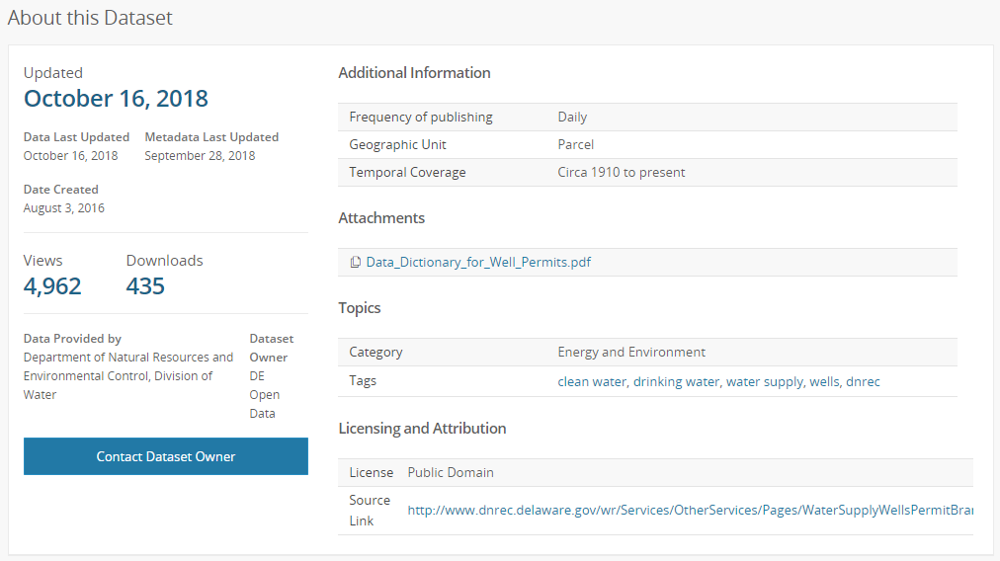 About this Dataset
Updated
October 16, 2018
Data Last Updated Metadata Last Updated
October 16, 2018 September 28, 2018
Date Created
August 3, 2016
Views Downloads
4,962 435
Data Provided by
Department of Natural Resources and
Environmental Control, Division of
Water
Dataset
Owner
DE
Open
Data
Contact Dataset Owner
Additional Information
Frequency of publishing Daily
Geographic Unit Parcel
Temporal Coverage Circa 1910 to present
Attachments
Data_Dictionary_for_Well_Permits.pdf
Topics
Category Energy and Environment
Tags clean water, drinking water, water supply, wells, dnrec
Licensing and Attribution
License Public Domain
Source
Link
http://www.dnrec.delaware.gov/wr/Services/OtherServices/Pages/WaterSupplyWellsPermitBra